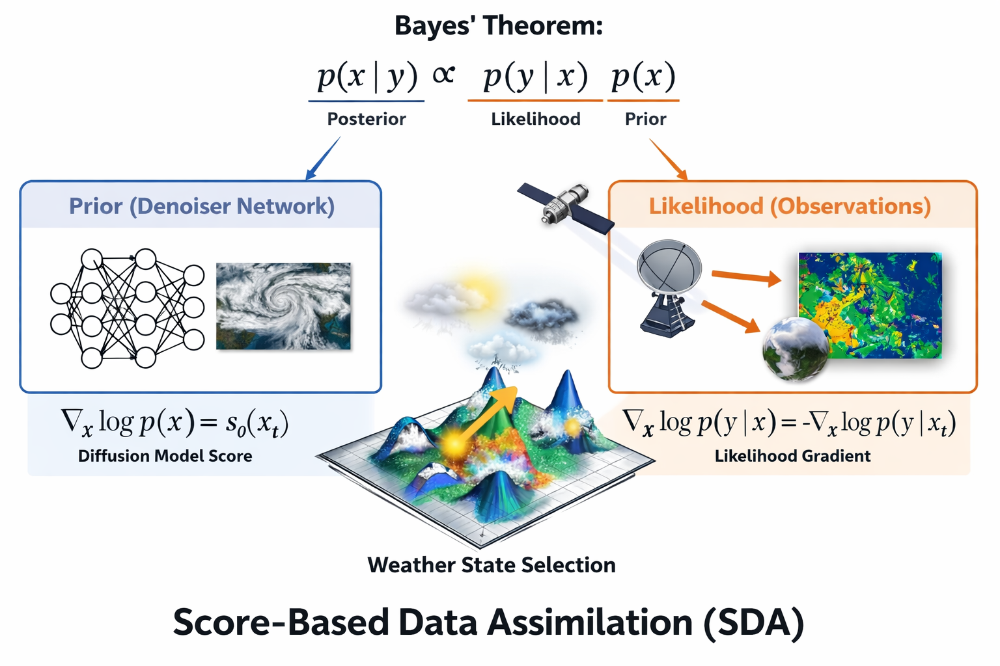 Bayes' Theorem:
p(x | y) ∝ p(y | x) p(x)
Posterior Likelihood Prior
Prior (Denoiser Network)
Likelihood (Observations)
∇x log p(x) = s0(xt)
Diffusion Model Score
∇x log p(y | x) = -∇x log p(y | xt)
Likelihood Gradient
Weather State Selection
Score-Based Data Assimilation (SDA)